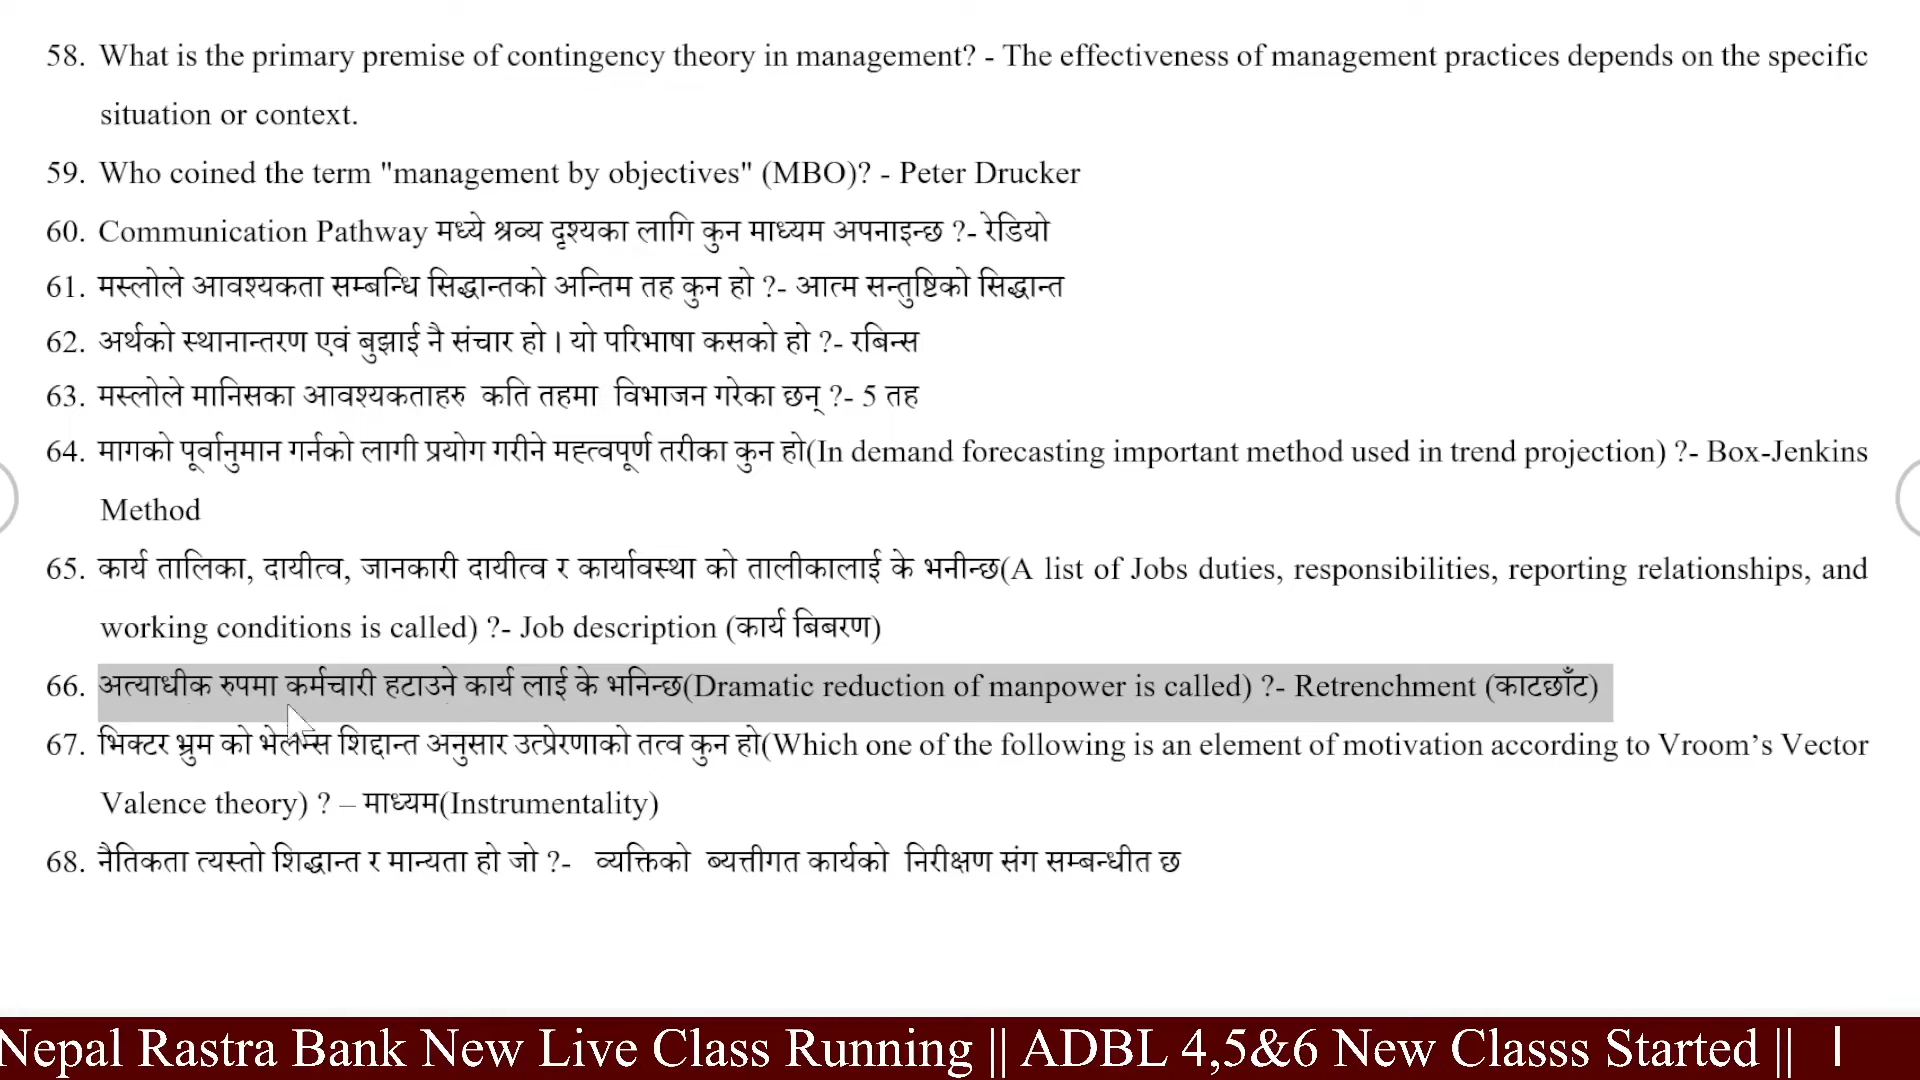 58. What is the primary premise of contingency theory in management? - The effectiveness of management practices depends on the specific
situation or context.
59. Who coined the term "management by objectives" (MBO)? - Peter Drucker
60. Communication Pathway मध्ये श्रव्य दृश्यका लागि कुन माध्यम अपनाइन्छ ?- रेडियो
61. मस्लोले आवश्यकता सम्बन्धि सिद्धान्तको अन्तिम तह कुन हो ?- आत्म सन्तुष्टिको सिद्धान्त
62. अर्थको स्थानान्तरण एवं बुझाई नै संचार हो । यो परिभाषा कसको हो ?- रबिन्स
63. मस्लोले मानिसका आवश्यकताहरु कति तहमा विभाजन गरेका छन् ?- 5 तह
64. मागको पूर्वानुमान गर्नको लागी प्रयोग गरीने महत्वपूर्ण तरीका कुन हो(In demand forecasting important method used in trend projection) ?- Box-Jenkins
Method
65. कार्य तालिका, दायीत्व, जानकारी दायीत्व र कार्यावस्था को तालीकालाई के भनीन्छ(A list of Jobs duties, responsibilities, reporting relationships, and
working conditions is called) ?- Job description (कार्य बिबरण)
66. अत्याधीक रुपमा कर्मचारी हटाउने कार्य लाई के भनिन्छ(Dramatic reduction of manpower is called) ?- Retrenchment (काटछाँट)
67. भिक्टर भ्रुम को भेलेन्स शिद्दान्त अनुसार उत्प्रेरणाको तत्व कुन हो(Which one of the following is an element of motivation according to Vroom’s Vector
Valence theory) ? – माध्यम(Instrumentality)
68. नैतिकता त्यस्तो शिद्धान्त र मान्यता हो जो ?- व्यक्तिको ब्यत्तीगत कार्यको निरीक्षण संग सम्बन्धीत छ
Nepal Rastra Bank New Live Class Running || ADBL 4,5&6 New Classs Started ||